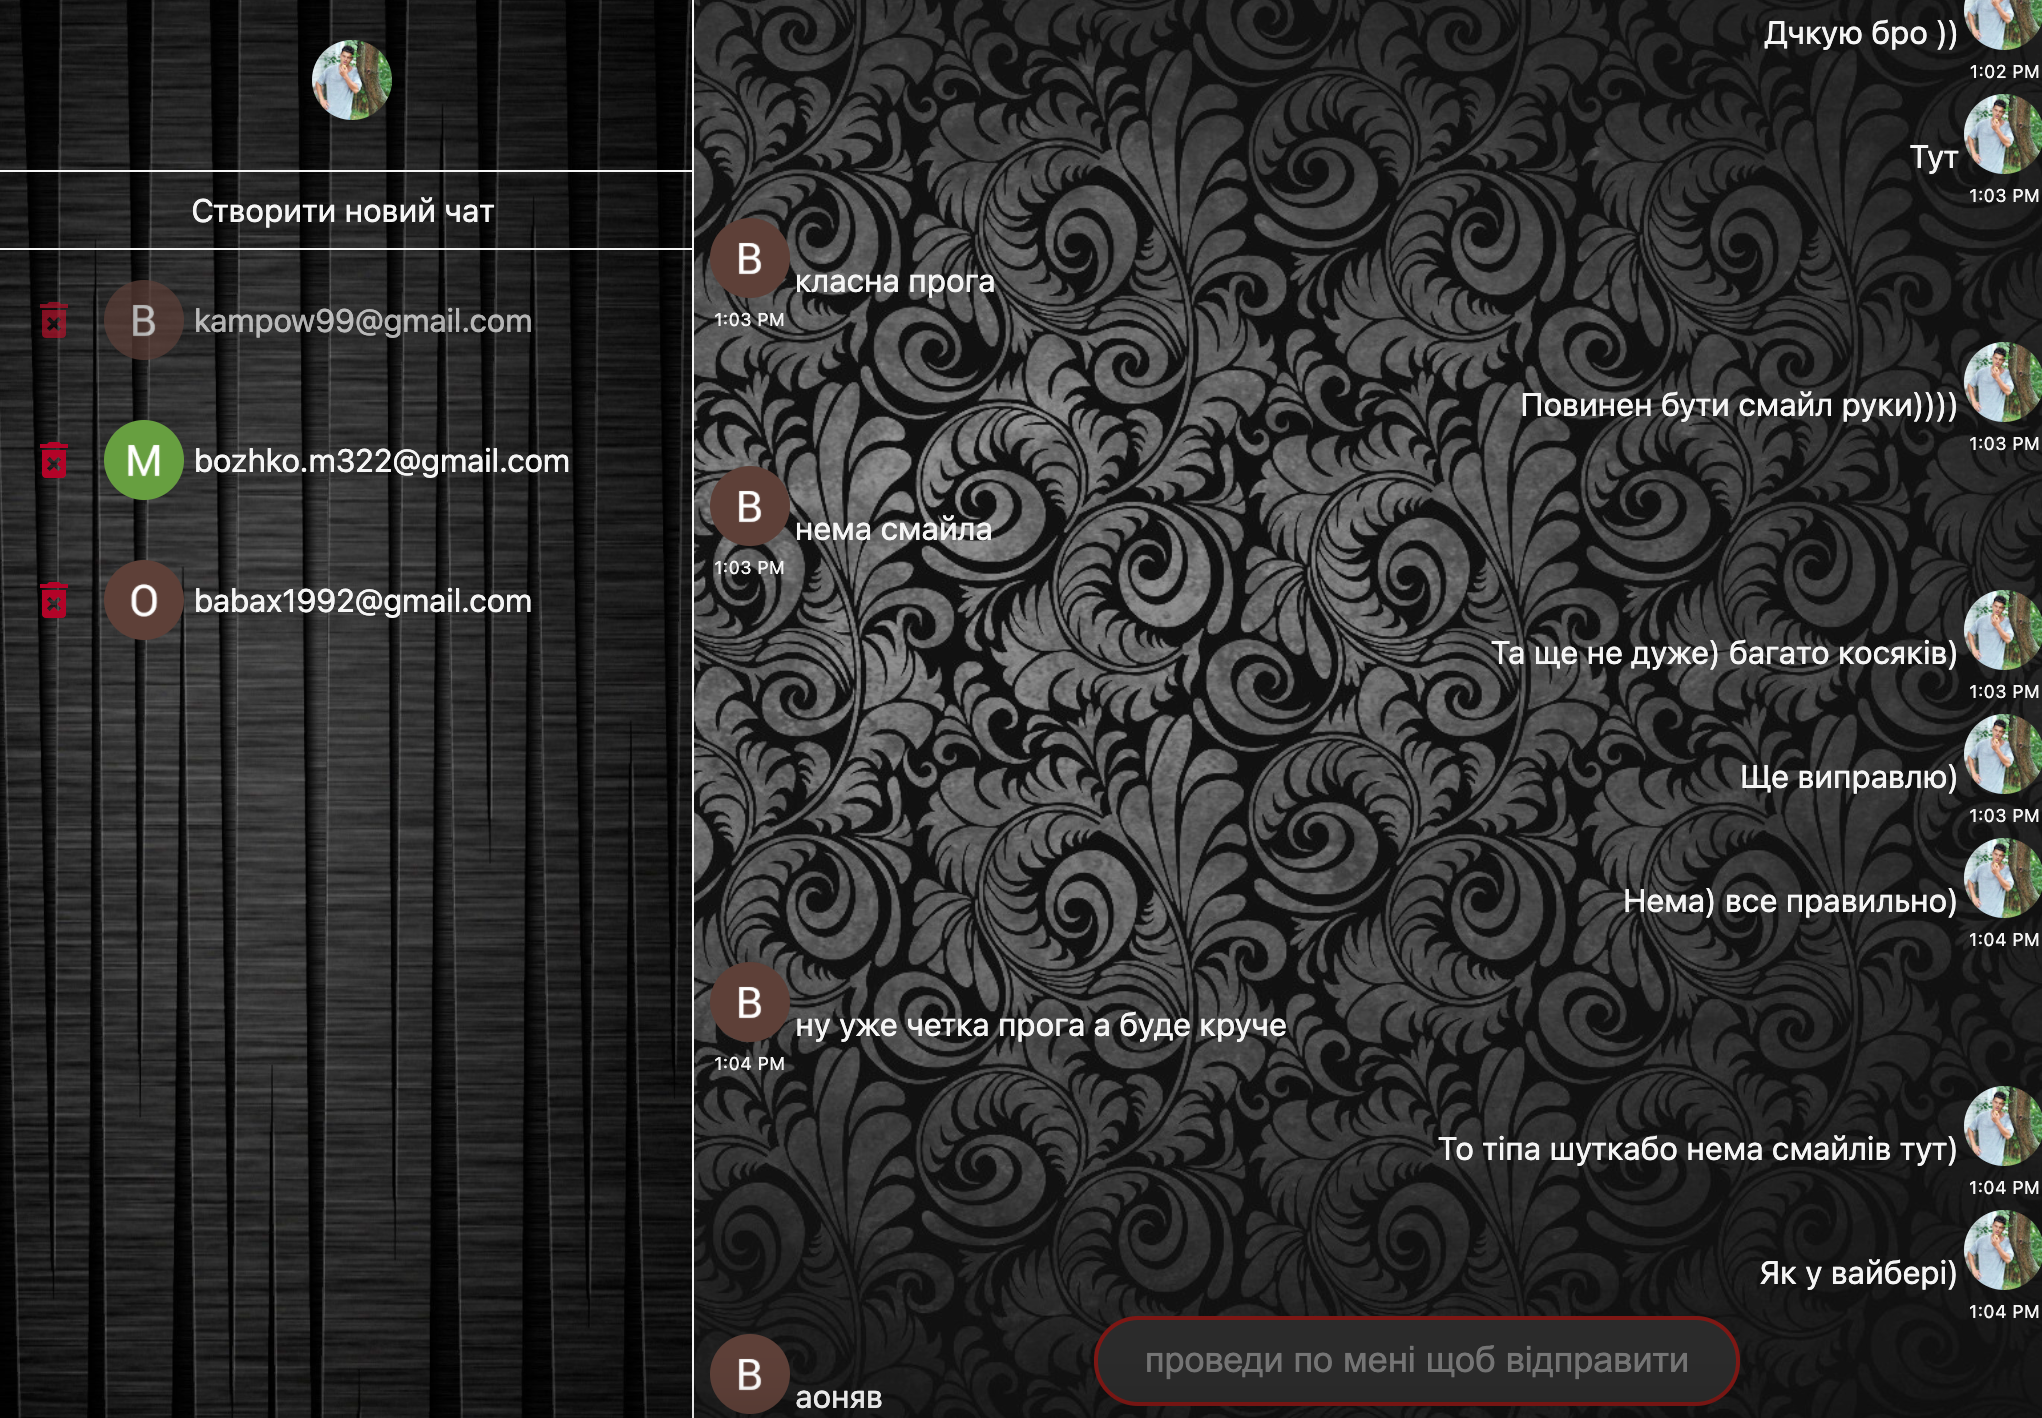 Створити новий чат
B
kampow99@gmail.com
M
bozhko.m322@gmail.com
O
babax1992@gmail.com
Дчкую бро ))
1:02 PM
Тут
1:03 PM
B
класна прога
1:03 PM
Повинен бути смайл руки))))
1:03 PM
B
нема смайла
1:03 PM
Та ще не дуже) багато косяків)
1:03 PM
Ще виправлю)
1:03 PM
Нема) все правильно)
1:04 PM
B
ну уже четка прога а буде круче
1:04 PM
То тіпа шуткабо нема смайлів тут)
1:04 PM
Як у вайбері)
1:04 PM
B
аоняв
проведи по мені щоб відправити